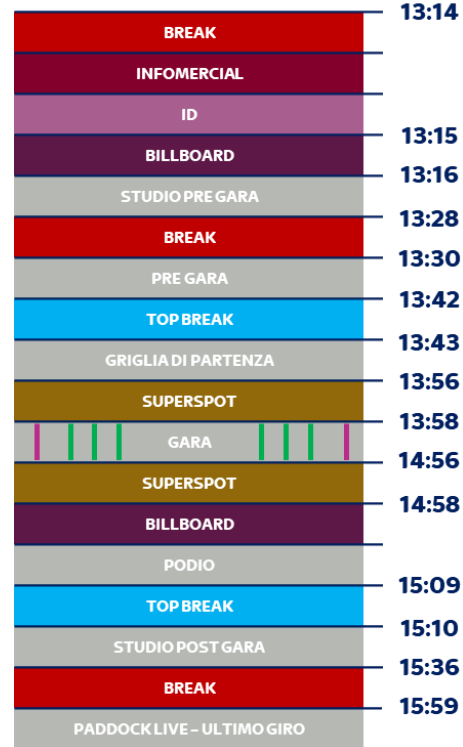 13:14
BREAK
INFOMERCIAL
ID
13:15
BILLBOARD
13:16
STUDIO PRE GARA
13:28
BREAK
13:30
PRE GARA
13:42
TOP BREAK
13:43
GRIGLIA DI PARTENZA
13:56
SUPERSPOT
13:58
GARA
14:56
SUPERSPOT
14:58
BILLBOARD
PODIO
15:09
TOP BREAK
15:10
STUDIO POST GARA
15:36
BREAK
15:59
PADDOCK LIVE – ULTIMO GIRO